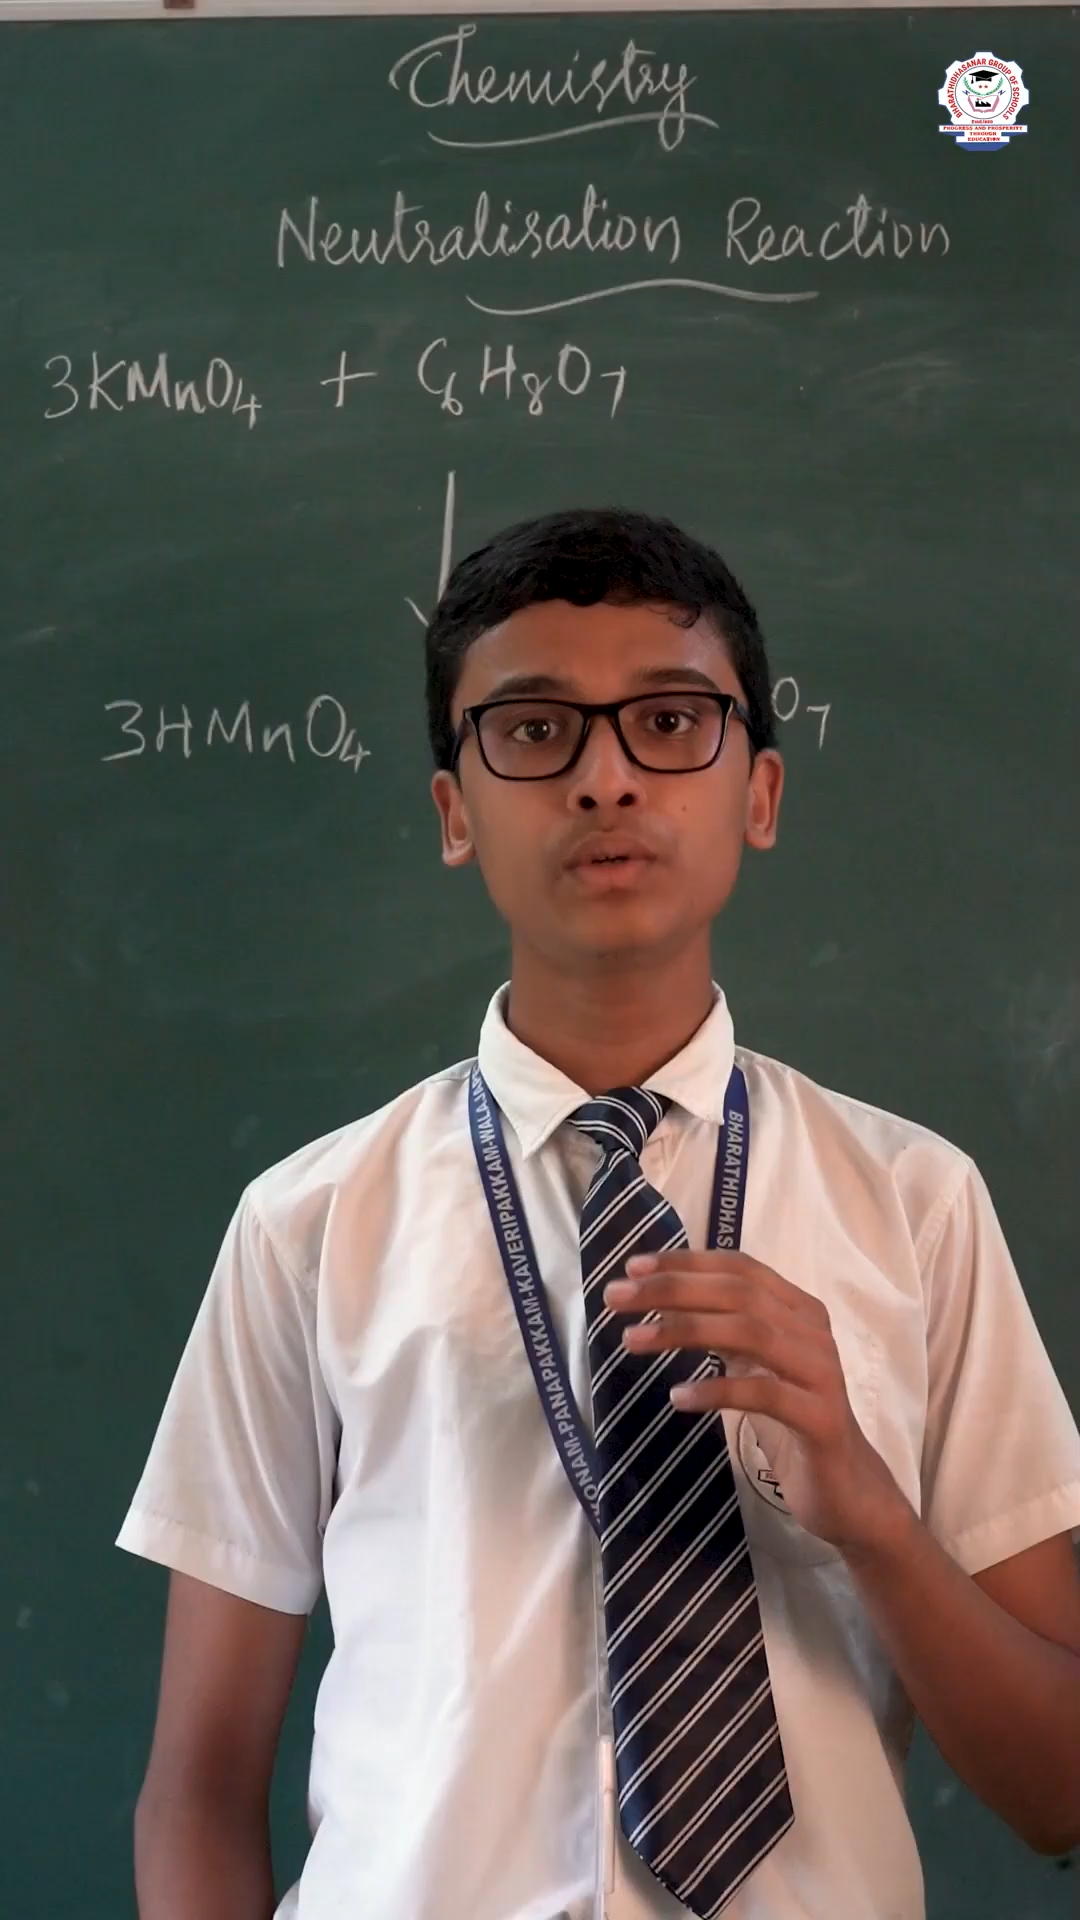 Chemistry
BHARATHIDHASANAR GROUP OF SCHOOLS
PROGRESS AND PROSPERITY
THROUGH
EDUCATION
Neutralisation Reaction
3KMnO4 + C6H8O7
3HMnO4 O7
KONAM-PANAPAKKAM-KAVERIPAKKAM-WALAJAP
BHARATHIDHAS